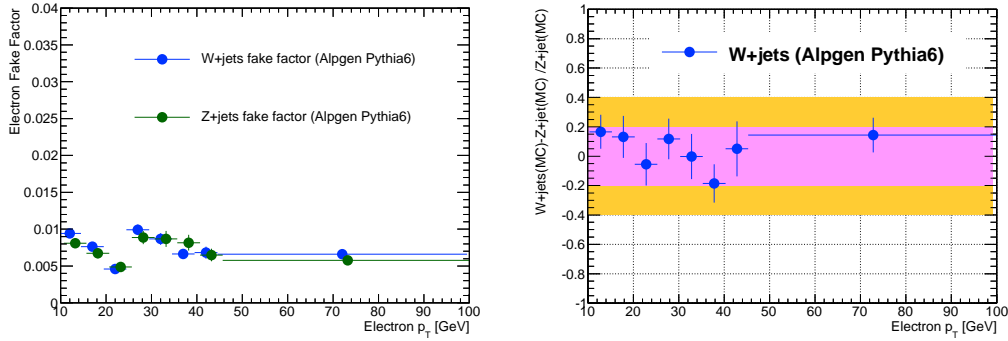 Electron Fake Factor
0.04
0.035
0.03
0.025
0.02
0.015
0.01
0.005
0
W+jets fake factor (Alpgen Pythia6)
Z+jets fake factor (Alpgen Pythia6)
10 20 30 40 50 60 70 80 90 100
Electron p_T [GeV]
W+jets(MC)-Z+jet(MC) /Z+jet(MC)
1
0.8
0.6
0.4
0.2
0
-0.2
-0.4
-0.6
-0.8
-1
W+jets (Alpgen Pythia6)
10 20 30 40 50 60 70 80 90 100
Electron p_T [GeV]